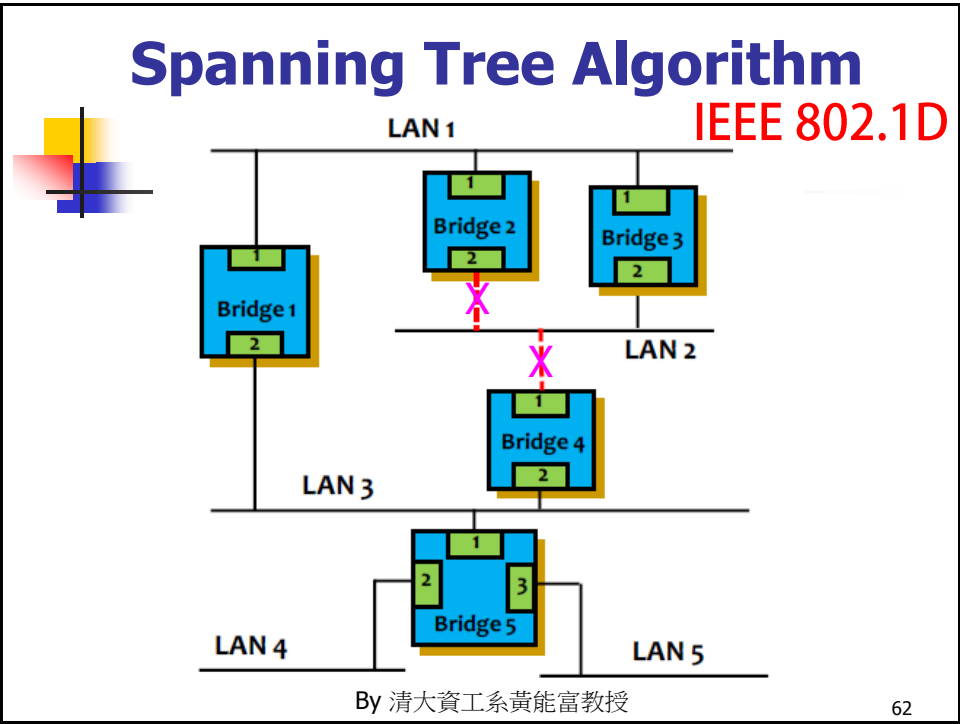 Spanning Tree Algorithm
IEEE 802.1D
LAN 1
1
Bridge 2
2
X
1
Bridge 3
2
1
Bridge 1
2
LAN 2
X
1
Bridge 4
2
LAN 3
1
2
3
Bridge 5
LAN 4
LAN 5
By 清大資工系黃能富教授
62